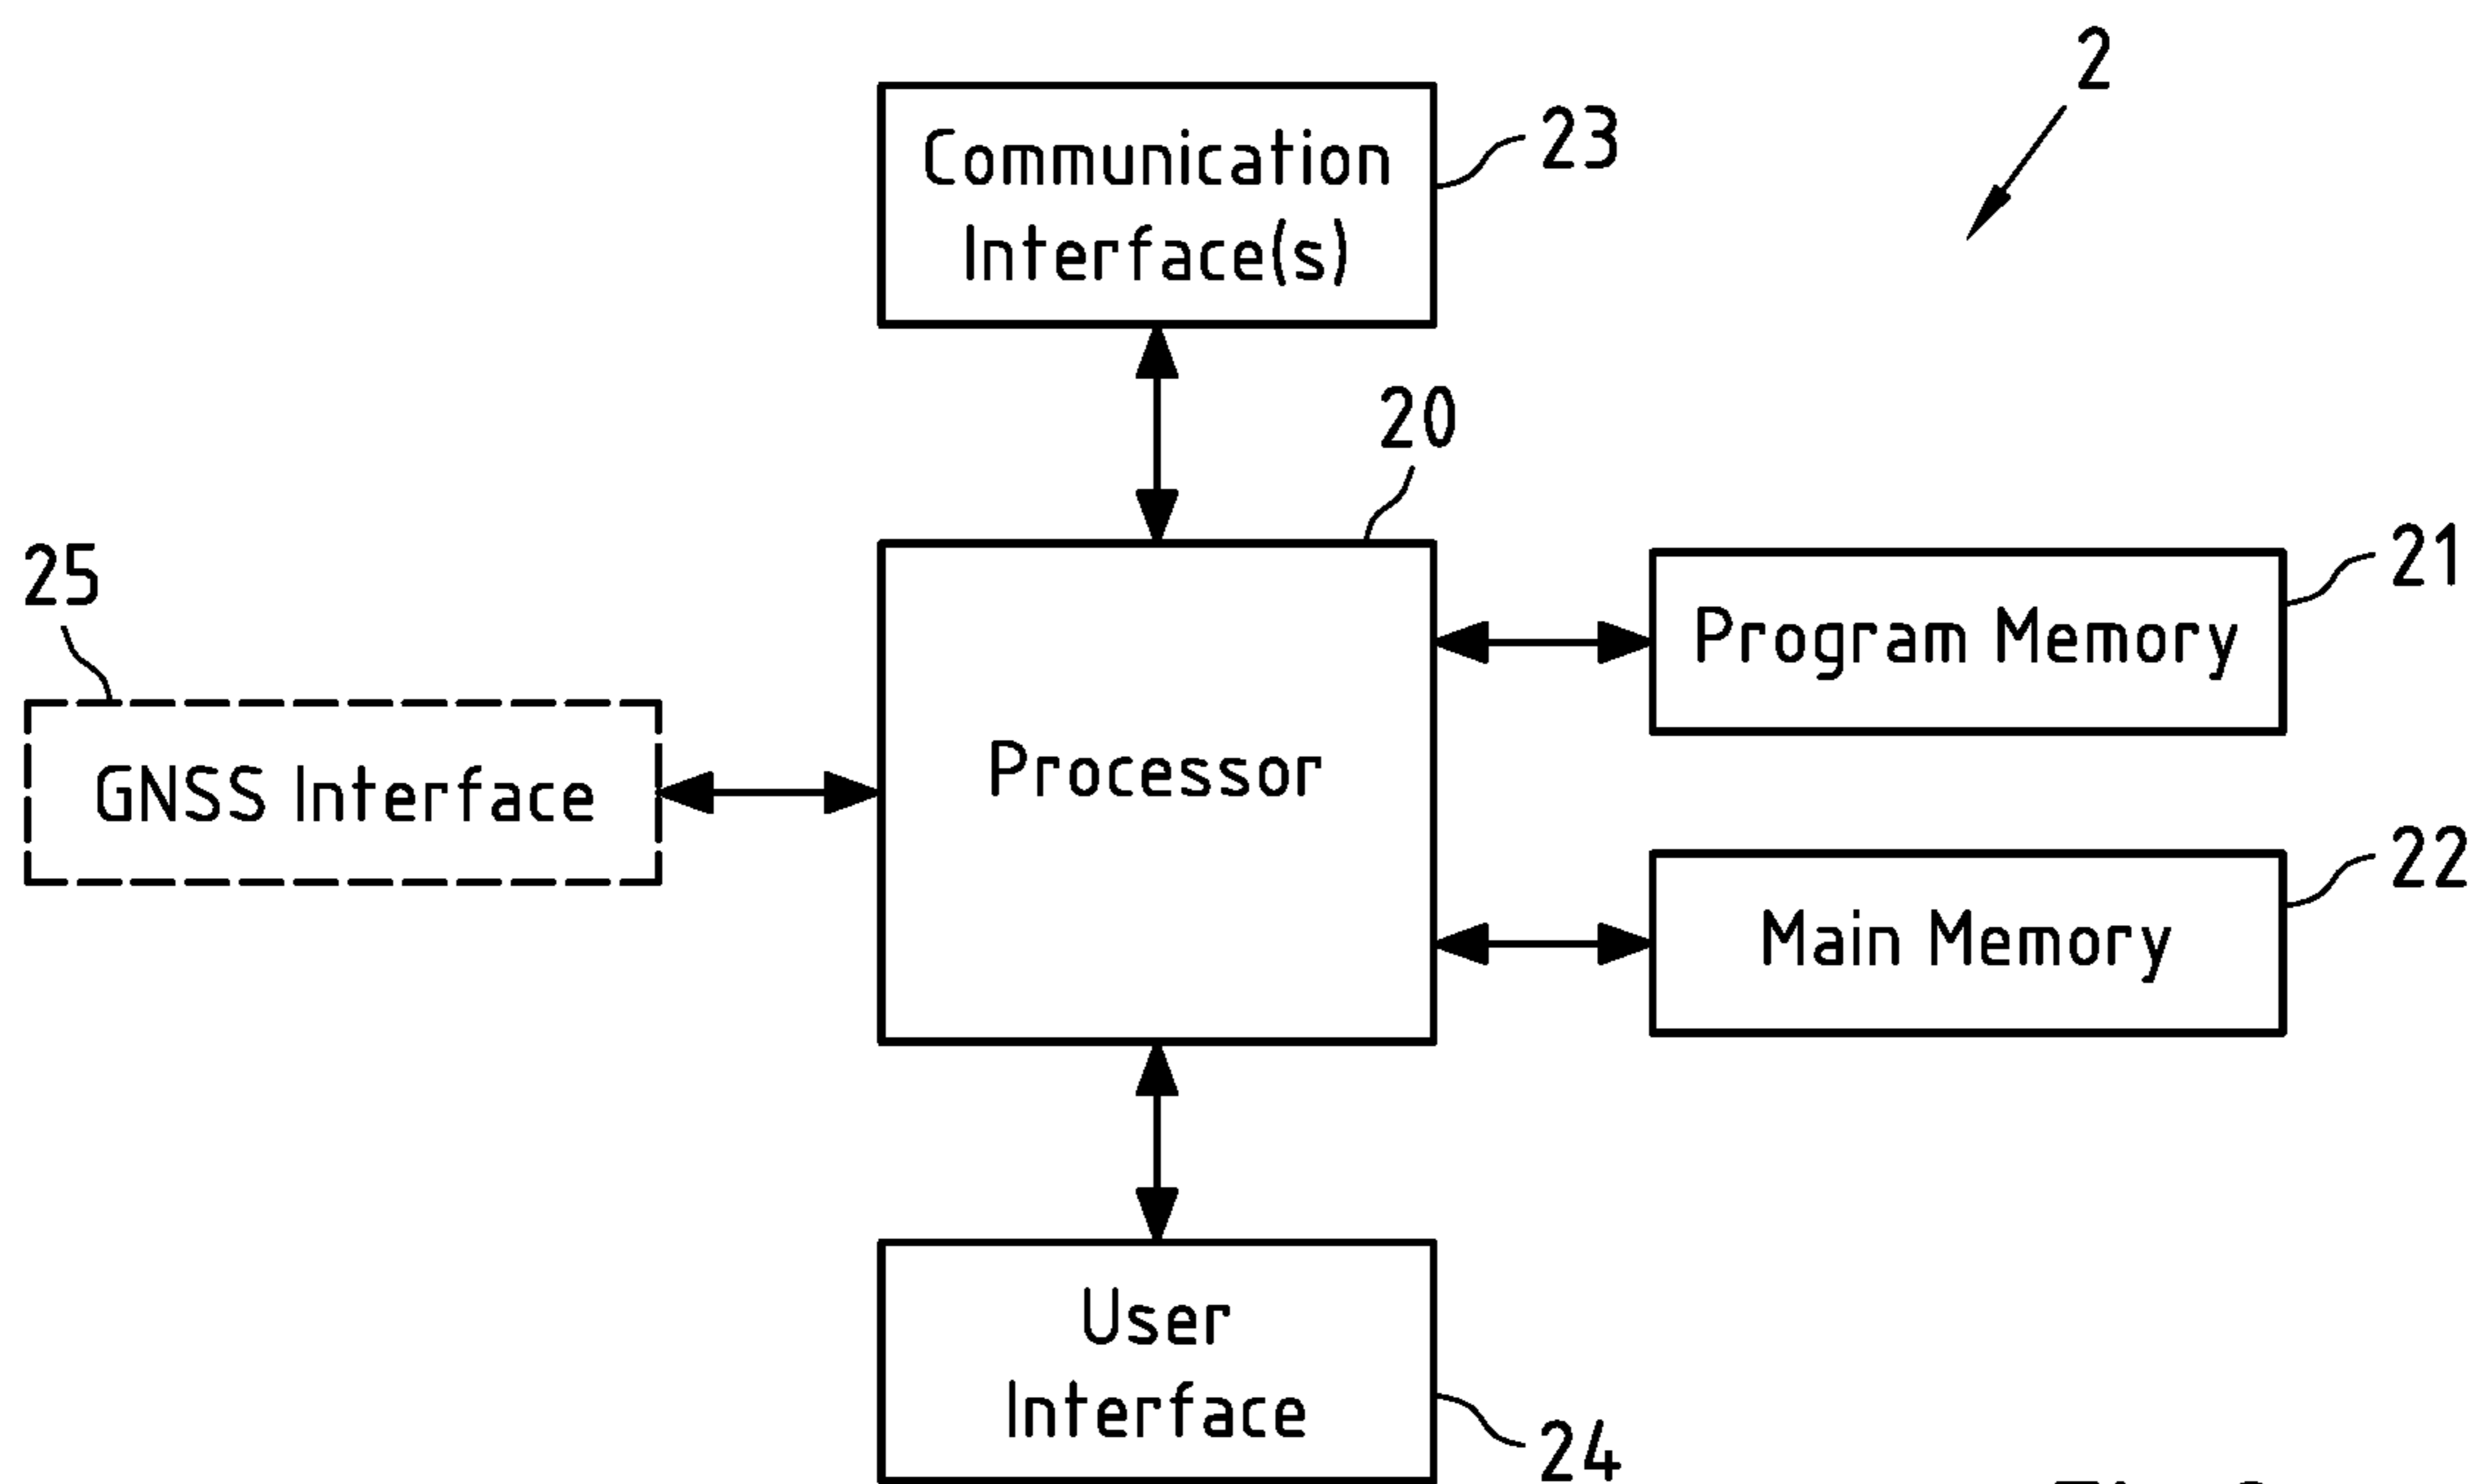 2
Communication
Interface(s)
23
20
25
21
Program Memory
GNSS Interface
Processor
22
Main Memory
User
Interface
24